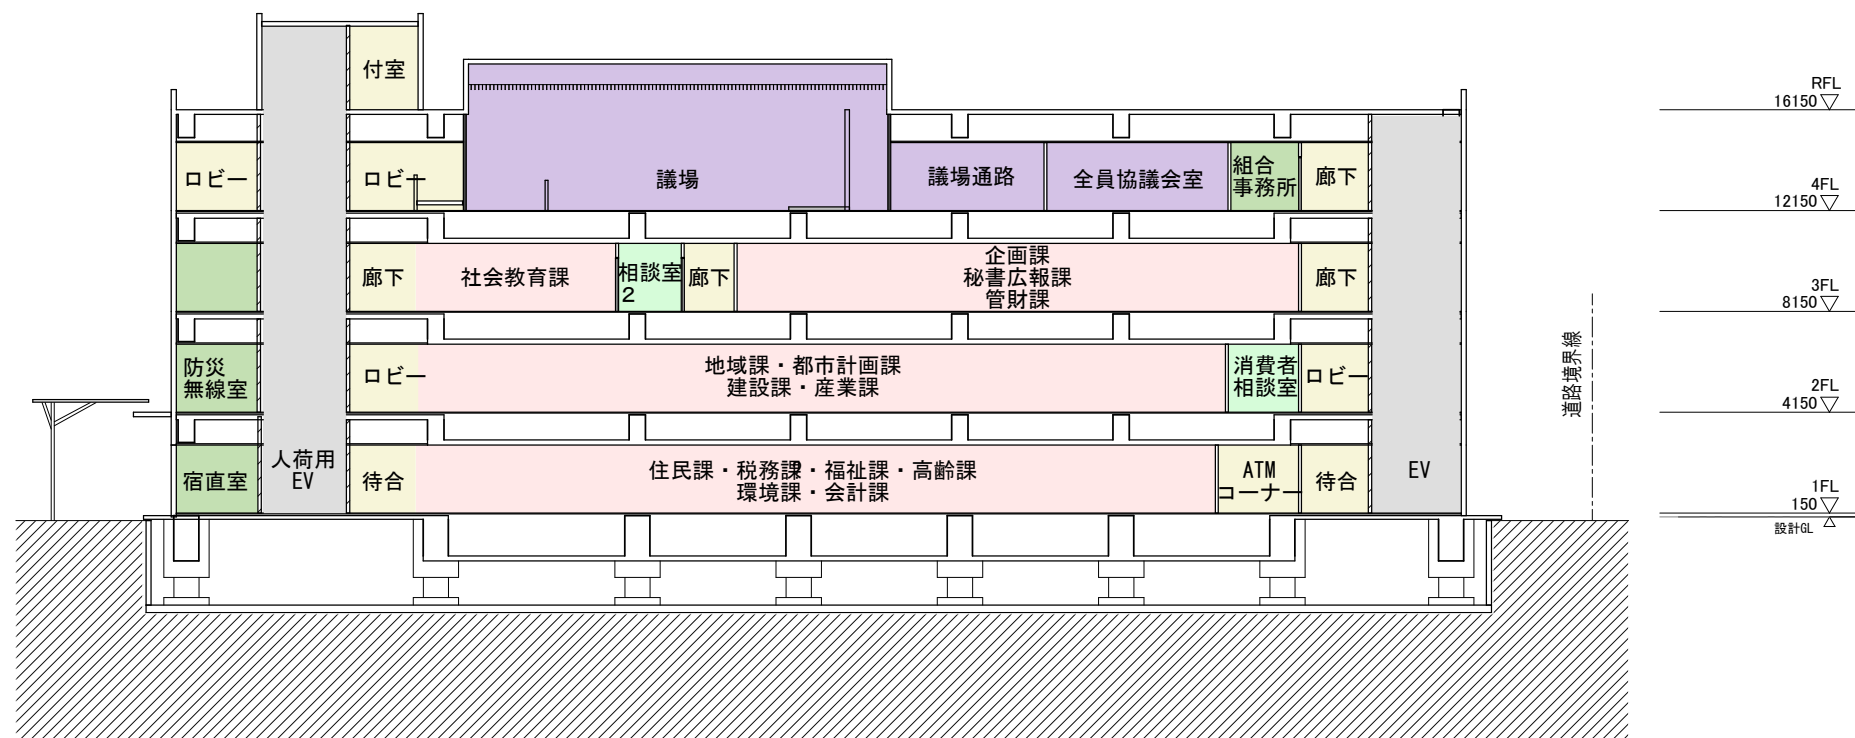 付室
RFL
16150
ロビー
ロビー
議場
議場通路
全員協議会室
組合
事務所
廊下
4FL
12150
廊下
社会教育課
相談室
2
廊下
企画課
秘書広報課
管財課
廊下
3FL
8150
防災
無線室
ロビー
地域課・都市計画課
建設課・産業課
消費者
相談室
ロビー
道路境界線
2FL
4150
宿直室
人荷用
EV
待合
住民課・税務課・福祉課・高齢課
環境課・会計課
ATM
コーナー
待合
EV
1FL
150
設計GL